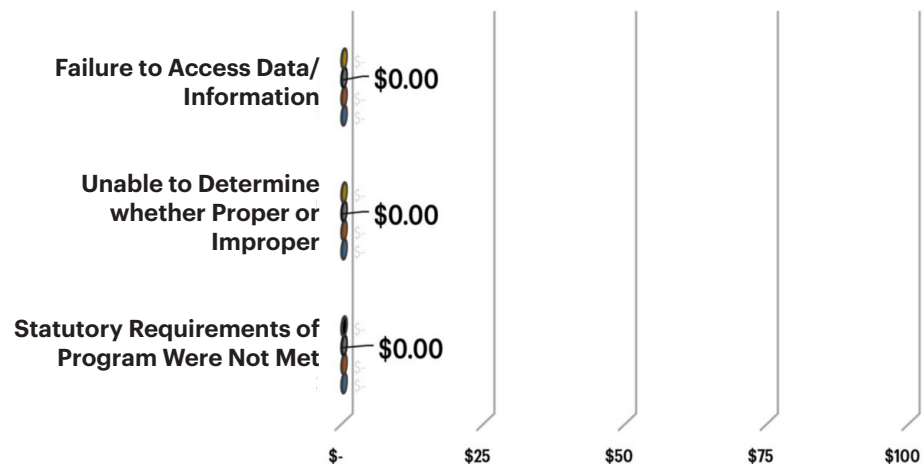 Failure to Access Data/
Information
$-
$0.00
$-
$-
Unable to Determine
whether Proper or
Improper
$-
$0.00
$-
$-
Statutory Requirements of
Program Were Not Met
$-
$0.00
$-
$-
$-
$25
$50
$75
$100